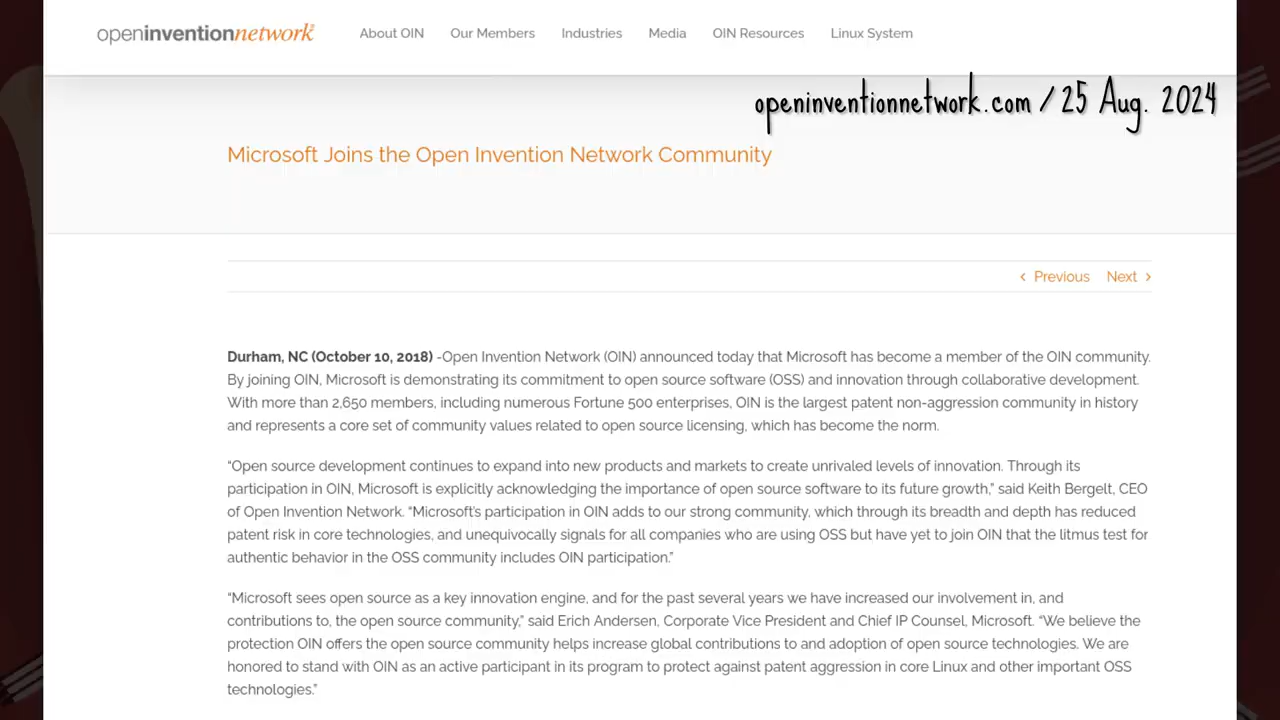 openinventionnetwork
About OIN Our Members Industries Media OIN Resources Linux System
openinventionnetwork.com / 25 Aug. 2024
Microsoft Joins the Open Invention Network Community
‹ Previous Next ›
Durham, NC (October 10, 2018) -Open Invention Network (OIN) announced today that Microsoft has become a member of the OIN community.
By joining OIN, Microsoft is demonstrating its commitment to open source software (OSS) and innovation through collaborative development.
With more than 2,650 members, including numerous Fortune 500 enterprises, OIN is the largest patent non-aggression community in history
and represents a core set of community values related to open source licensing, which has become the norm.
“Open source development continues to expand into new products and markets to create unrivaled levels of innovation. Through its
participation in OIN, Microsoft is explicitly acknowledging the importance of open source software to its future growth,” said Keith Bergelt, CEO
of Open Invention Network. “Microsoft’s participation in OIN adds to our strong community, which through its breadth and depth has reduced
patent risk in core technologies, and unequivocally signals for all companies who are using OSS but have yet to join OIN that the litmus test for
authentic behavior in the OSS community includes OIN participation.”
“Microsoft sees open source as a key innovation engine, and for the past several years we have increased our involvement in, and
contributions to, the open source community,” said Erich Andersen, Corporate Vice President and Chief IP Counsel, Microsoft. “We believe the
protection OIN offers the open source community helps increase global contributions to and adoption of open source technologies. We are
honored to stand with OIN as an active participant in its program to protect against patent aggression in core Linux and other important OSS
technologies.”